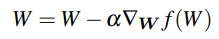 W = W − α∇_W f(W)